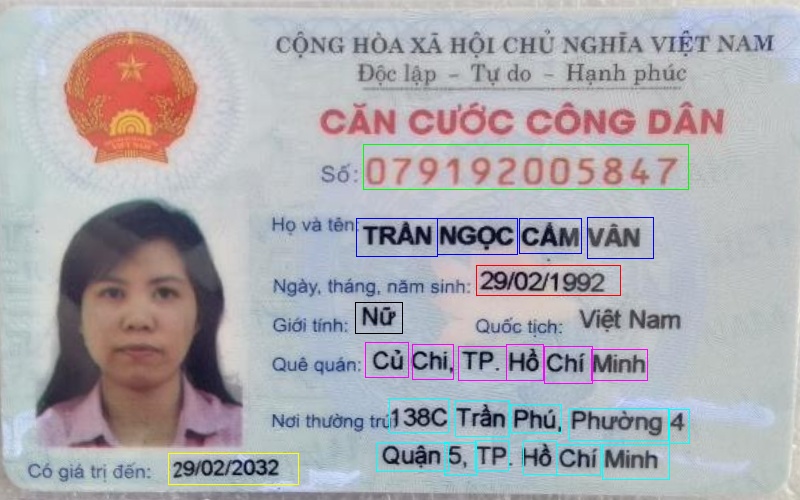 CỘNG HÒA XÃ HỘI CHỦ NGHĨA VIỆT NAM
Độc lập - Tự do - Hạnh phúc
CĂN CƯỚC CÔNG DÂN
Số: 079192005847
Họ và tên: TRẦN NGỌC CẨM VÂN
Ngày, tháng, năm sinh: 29/02/1992
Giới tính: Nữ Quốc tịch: Việt Nam
Quê quán: Củ Chi, TP. Hồ Chí Minh
Nơi thường trú: 138C Trần Phú, Phường 4
Quận 5, TP. Hồ Chí Minh
Có giá trị đến: 29/02/2032